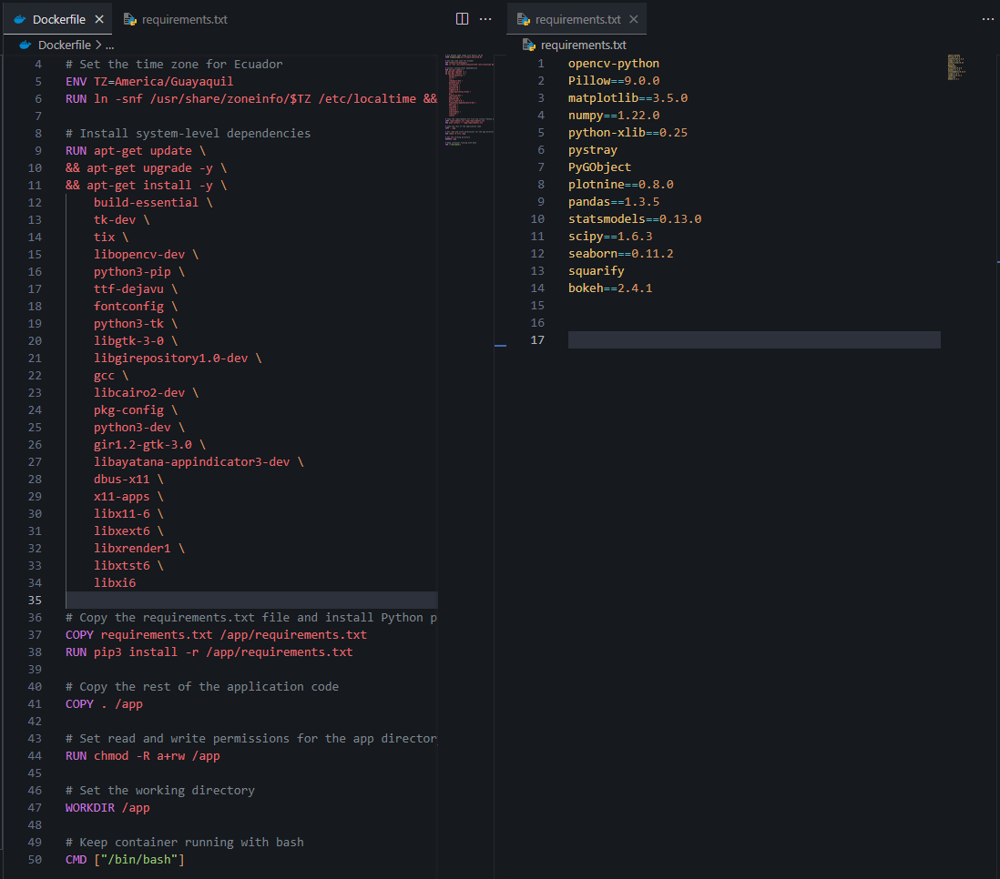 Dockerfile
requirements.txt
Dockerfile > ...
4 # Set the time zone for Ecuador
5 ENV TZ=America/Guayaquil
6 RUN ln -snf /usr/share/zoneinfo/$TZ /etc/localtime &&
7
8 # Install system-level dependencies
9 RUN apt-get update \
10 && apt-get upgrade -y \
11 && apt-get install -y \
12 build-essential \
13 tk-dev \
14 tix \
15 libopencv-dev \
16 python3-pip \
17 ttf-dejavu \
18 fontconfig \
19 python3-tk \
20 libgtk-3-0 \
21 libgirepository1.0-dev \
22 gcc \
23 libcairo2-dev \
24 pkg-config \
25 python3-dev \
26 gir1.2-gtk-3.0 \
27 libayatana-appindicator3-dev \
28 dbus-x11 \
29 x11-apps \
30 libx11-6 \
31 libxext6 \
32 libxrender1 \
33 libxtst6 \
34 libxi6
35
36 # Copy the requirements.txt file and install Python p
37 COPY requirements.txt /app/requirements.txt
38 RUN pip3 install -r /app/requirements.txt
39
40 # Copy the rest of the application code
41 COPY . /app
42
43 # Set read and write permissions for the app director
44 RUN chmod -R a+rw /app
45
46 # Set the working directory
47 WORKDIR /app
48
49 # Keep container running with bash
50 CMD ["/bin/bash"]
requirements.txt
requirements.txt
1 opencv-python
2 Pillow==9.0.0
3 matplotlib==3.5.0
4 numpy==1.22.0
5 python-xlib==0.25
6 pystray
7 PyGObject
8 plotnine==0.8.0
9 pandas==1.3.5
10 statsmodels==0.13.0
11 scipy==1.6.3
12 seaborn==0.11.2
13 squarify
14 bokeh==2.4.1
15
16
17